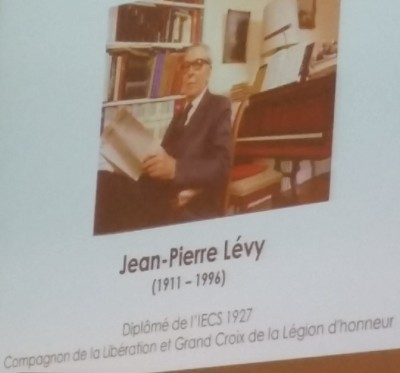 Jean-Pierre Lévy
(1911 – 1996)
Diplômé de l'IECS 1927
Compagnon de la Libération et Grand Croix de la Légion d'honneur